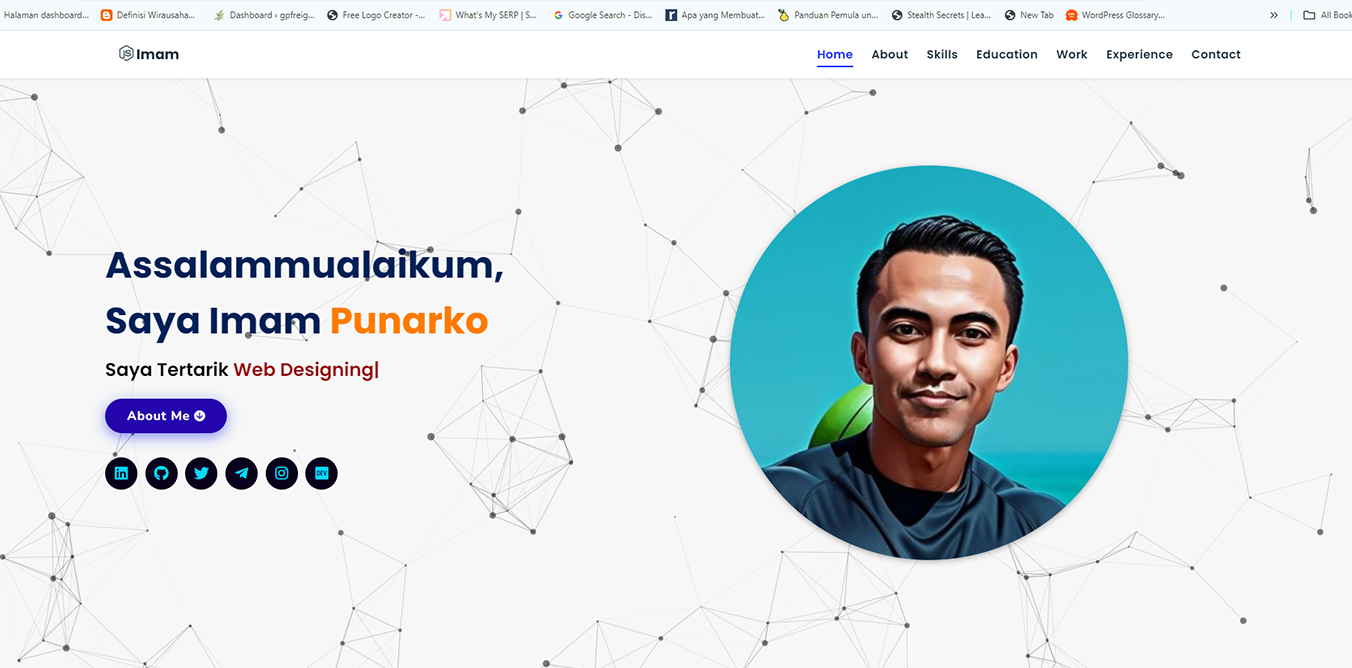 Halaman dashboard... Definisi Wirausaha... Dashboard ‹ gpfreig... Free Logo Creator -... What's My SERP | S... Google Search - Dis... Apa yang Membuat... Panduan Pemula un... Stealth Secrets | Lea... New Tab WordPress Glossary... » All Book
JS Imam Home About Skills Education Work Experience Contact
Assalammualaikum,
Saya Imam Punarko
Saya Tertarik Web Designing|
About Me
in DEV